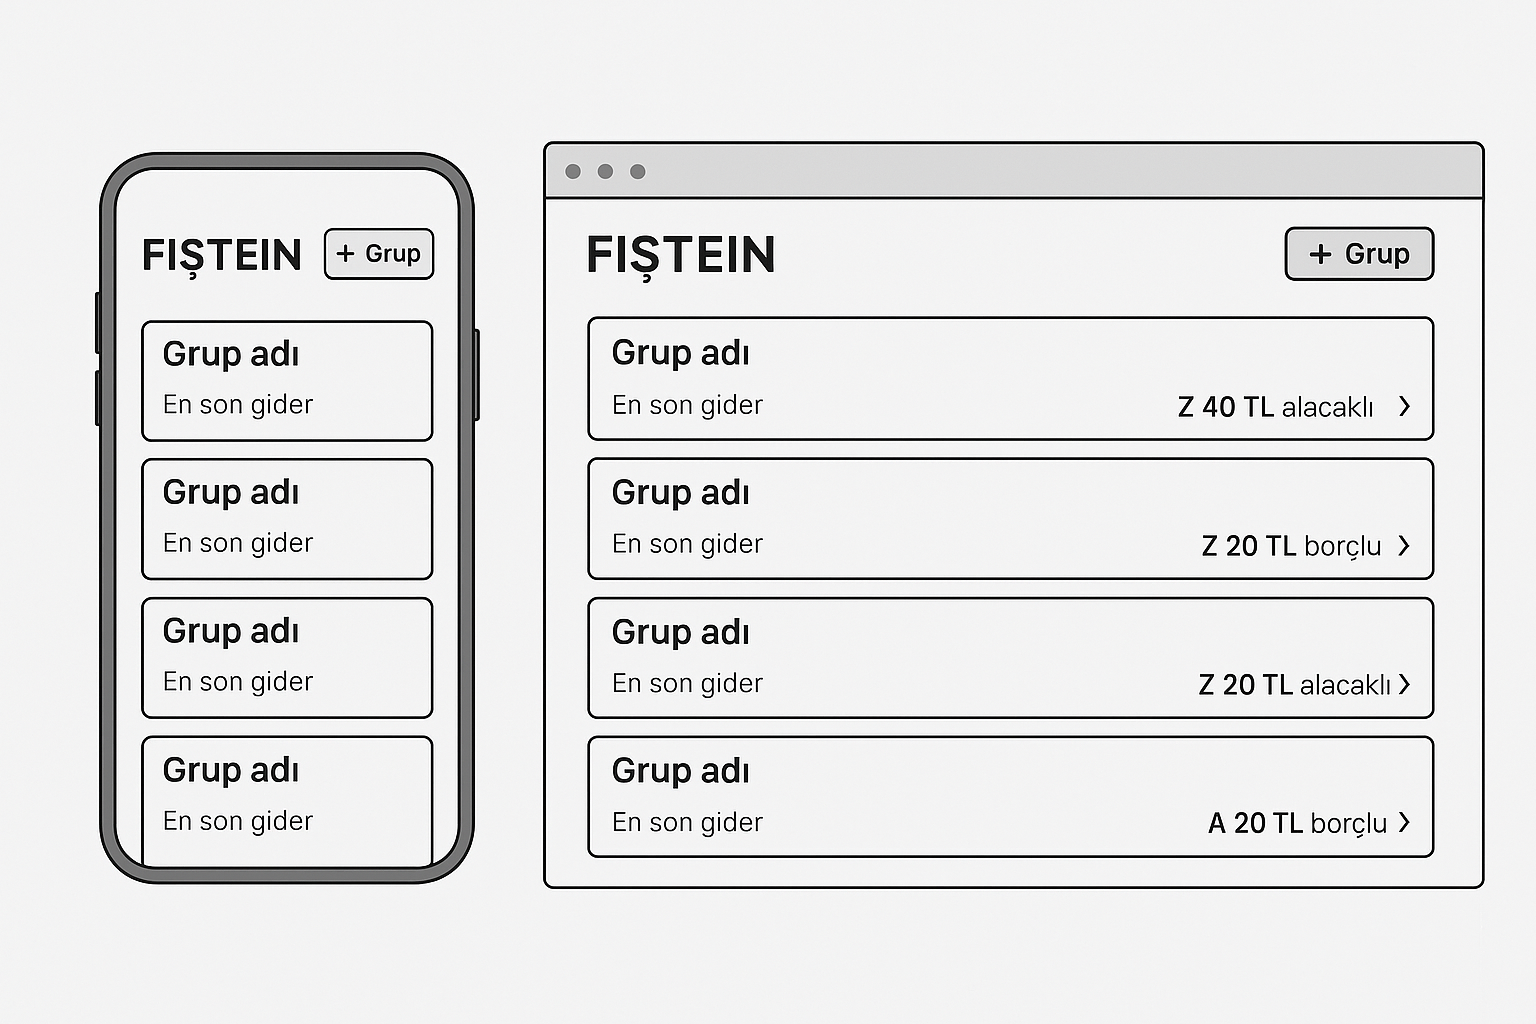 FIŞTEIN
+ Grup
Grup adı
En son gider
Grup adı
En son gider
Grup adı
En son gider
Grup adı
En son gider
FIŞTEIN
+ Grup
Grup adı
En son gider
Z 40 TL alacaklı >
Grup adı
En son gider
Z 20 TL borçlu >
Grup adı
En son gider
Z 20 TL alacaklı >
Grup adı
En son gider
A 20 TL borçlu >